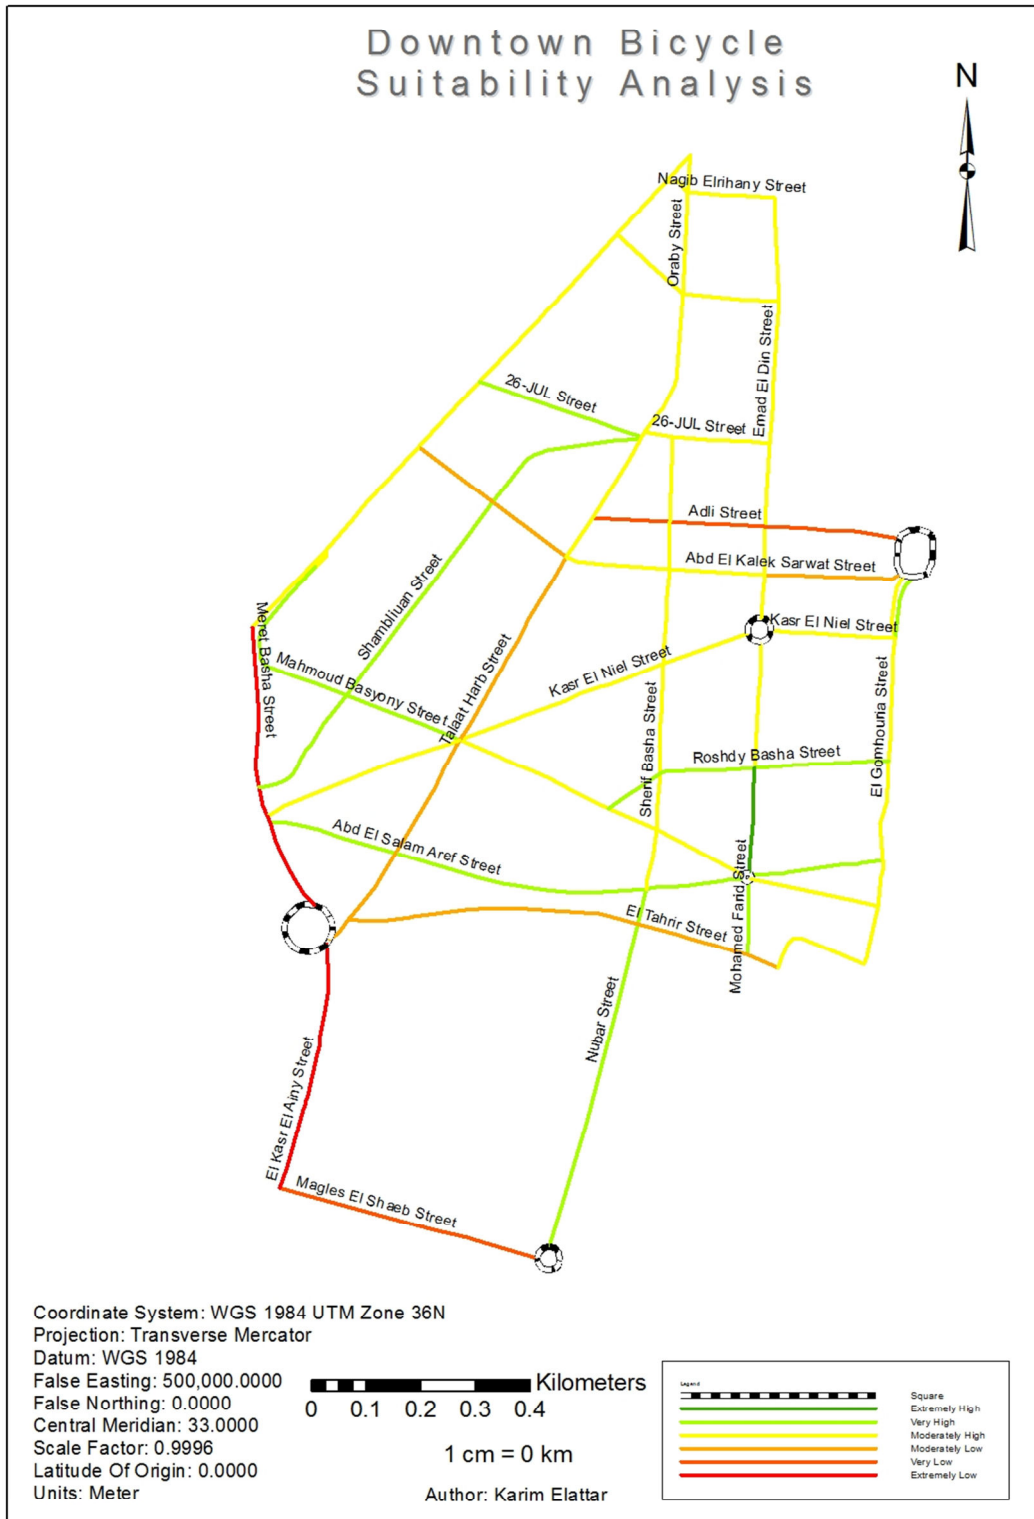 Downtown Bicycle
Suitability Analysis
N
Nagib Elrihany Street
Oraby Street
Emad El Din Street
26-JUL Street
26-JUL Street
Adli Street
Abd El Kalek Sarwat Street
Shambliuan Street
Meret Basha Street
Kasr El Niel Street
Kasr El Niel Street
Mahmoud Basyony Street
Talaat Harb Street
Sherif Basha Street
El Gomhouria Street
Roshdy Basha Street
Abd El Salam Aref Street
Mohamed Farid Street
El Tahrir Street
Nubar Street
El Kasr El Ainy Street
Magles El Shaeb Street
Coordinate System: WGS 1984 UTM Zone 36N
Projection: Transverse Mercator
Datum: WGS 1984
False Easting: 500,000.0000
False Northing: 0.0000
Central Meridian: 33.0000
Scale Factor: 0.9996
Latitude Of Origin: 0.0000
Units: Meter
Kilometers
0 0.1 0.2 0.3 0.4
1 cm = 0 km
Author: Karim Elattar
Legend
Square
Extremely High
Very High
Moderately High
Moderately Low
Very Low
Extremely Low